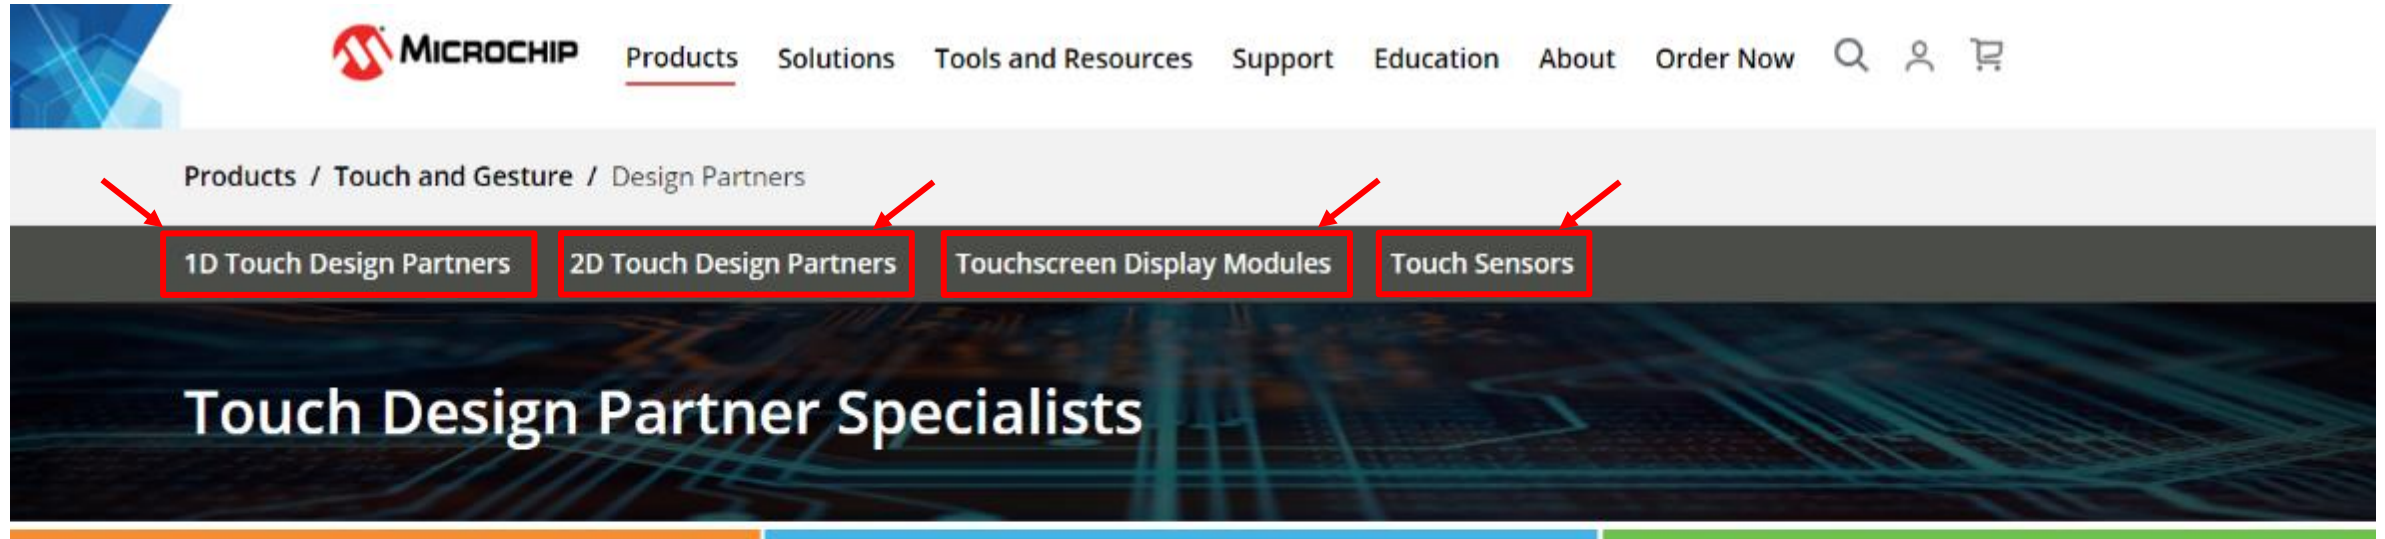 MICROCHIP Products Solutions Tools and Resources Support Education About Order Now
Products / Touch and Gesture / Design Partners
1D Touch Design Partners 2D Touch Design Partners Touchscreen Display Modules Touch Sensors
Touch Design Partner Specialists